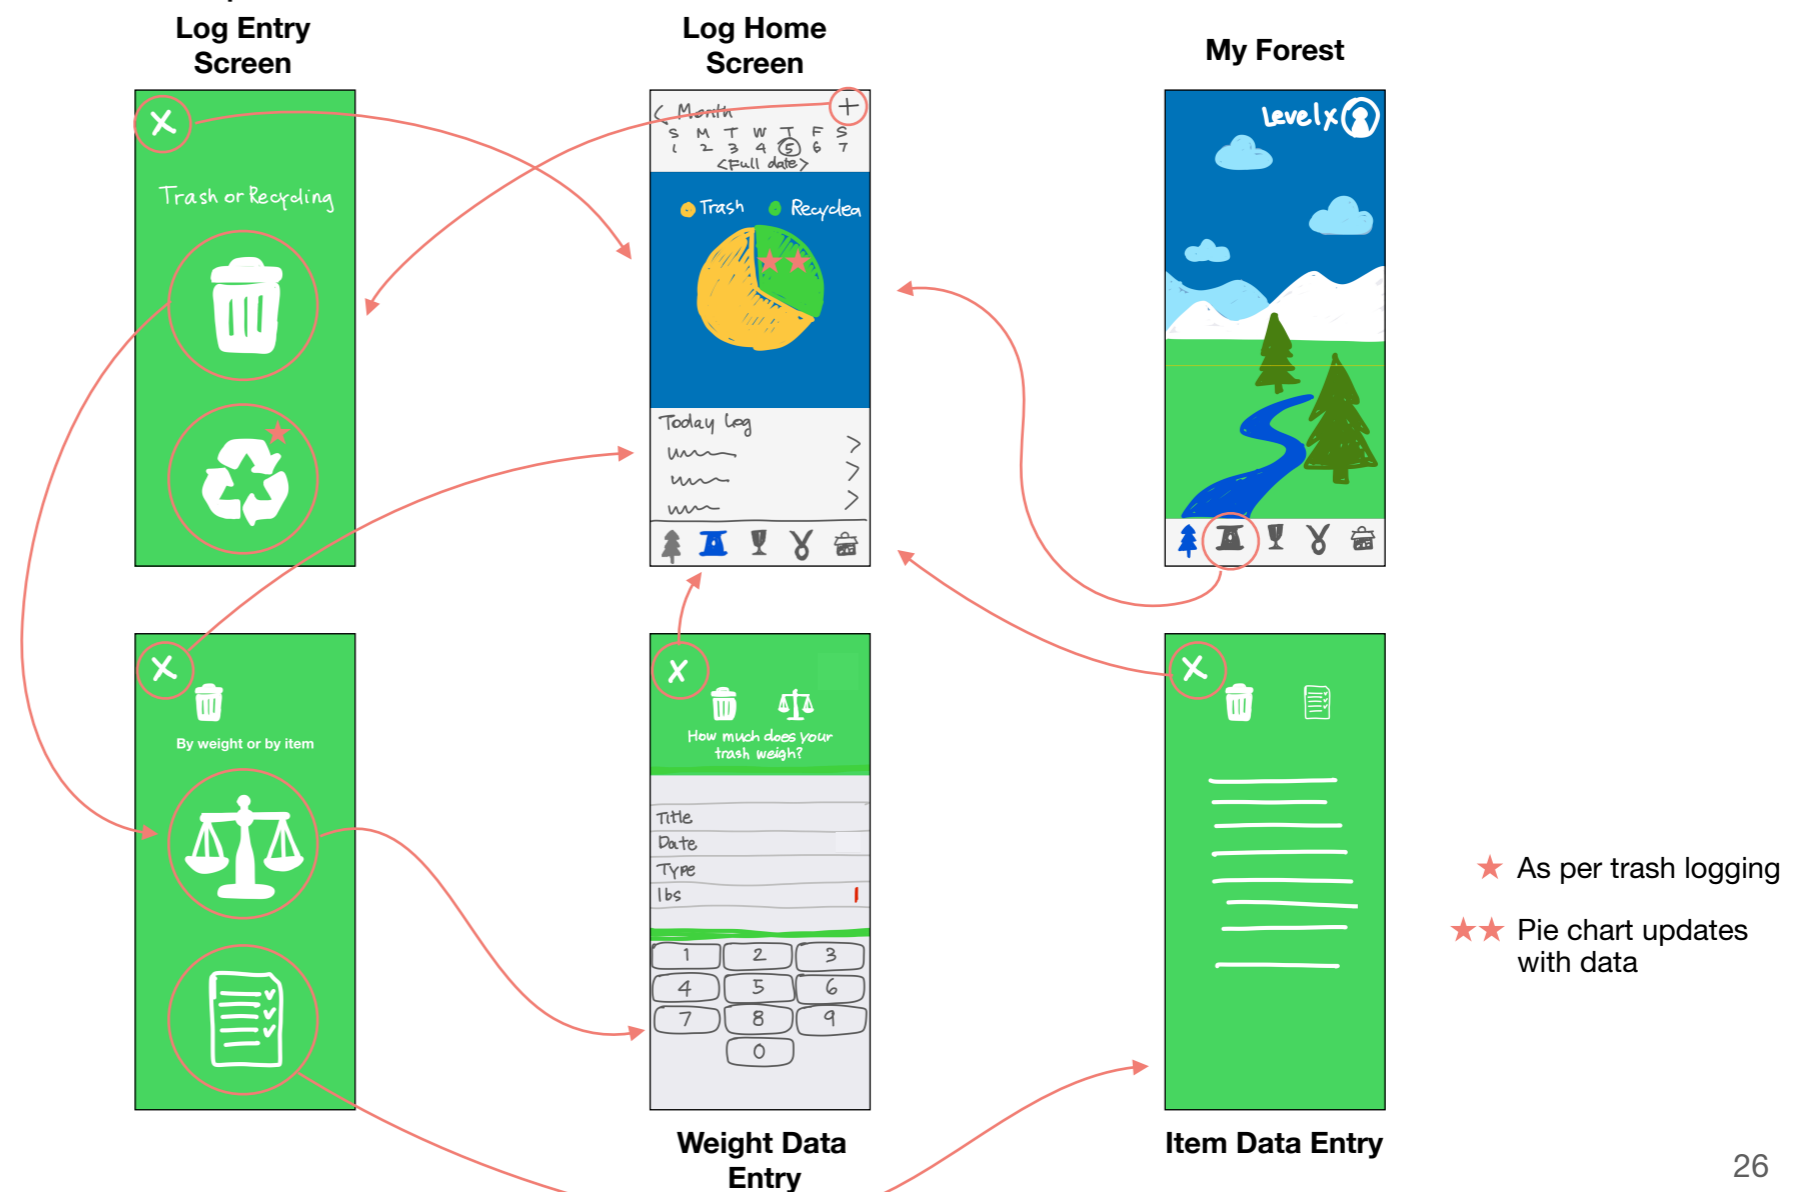 Log Entry
Screen
Log Home
Screen
My Forest
Trash or Recycling
Month
S M T W T F S
1 2 3 4 5 6 7
<Full date>
Trash
Recycled
Today Log
Level x
By weight or by item
How much does your
trash weigh?
Title
Date
Type
lbs
1 2 3
4 5 6
7 8 9
0
Weight Data
Entry
Item Data Entry
As per trash logging
Pie chart updates
with data
26